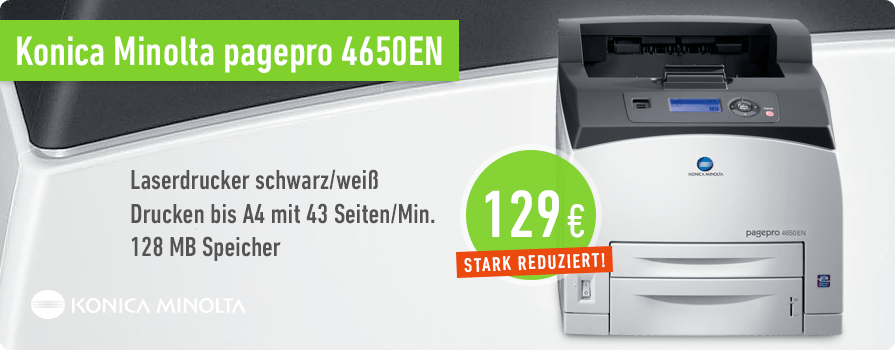 Konica Minolta pagepro 4650EN
Laserdrucker schwarz/weiß
Drucken bis A4 mit 43 Seiten/Min.
128 MB Speicher
129 €
STARK REDUZIERT!
KONICA MINOLTA
KONICA MINOLTA
pagepro 4650EN